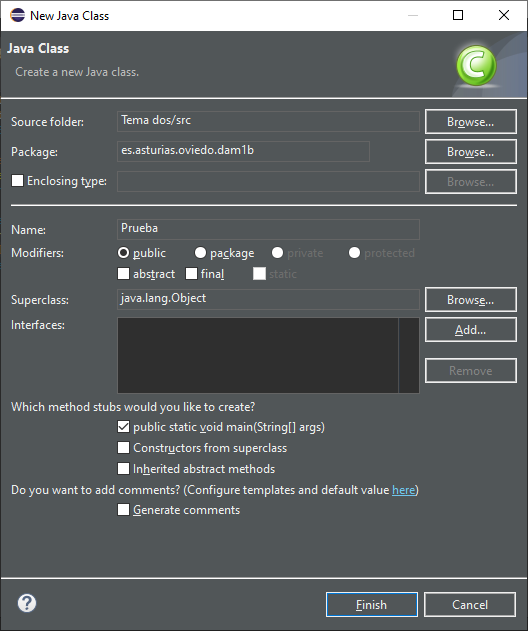 New Java Class
Java Class
Create a new Java class.
Source folder: Tema dos/src Browse...
Package: es.asturias.oviedo.dam1b Browse...
Enclosing type: Browse...
Name: Prueba
Modifiers: public package private protected
abstract final static
Superclass: java.lang.Object Browse...
Interfaces: Add...
Remove
Which method stubs would you like to create?
public static void main(String[] args)
Constructors from superclass
Inherited abstract methods
Do you want to add comments? (Configure templates and default value here)
Generate comments
? Finish Cancel